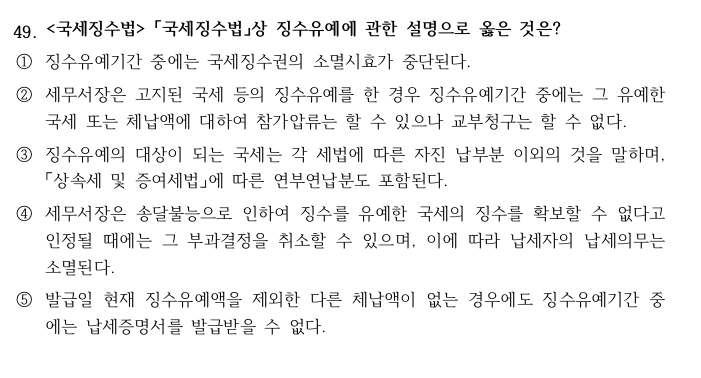 49. <국세징수법> 「국세징수법」상 징수유예에 관한 설명으로 옳은 것은?
① 징수유예기간 중에는 국세징수권의 소멸시효가 중단된다.
② 세무서장은 고지된 국세 등의 징수유예를 한 경우 징수유예기간 중에는 그 유예한
국세 또는 체납액에 대하여 참가압류는 할 수 있으나 교부청구는 할 수 없다.
③ 징수유예의 대상이 되는 국세는 각 세법에 따른 자진 납부분 이외의 것을 말하며,
「상속세 및 증여세법」에 따른 연부연납분도 포함된다.
④ 세무서장은 송달불능으로 인하여 징수를 유예한 국세의 징수를 확보할 수 없다고
인정될 때에는 그 부과결정을 취소할 수 있으며, 이에 따라 납세자의 납세의무는
소멸된다.
⑤ 발급일 현재 징수유예액을 제외한 다른 체납액이 없는 경우에도 징수유예기간 중
에는 납세증명서를 발급받을 수 없다.